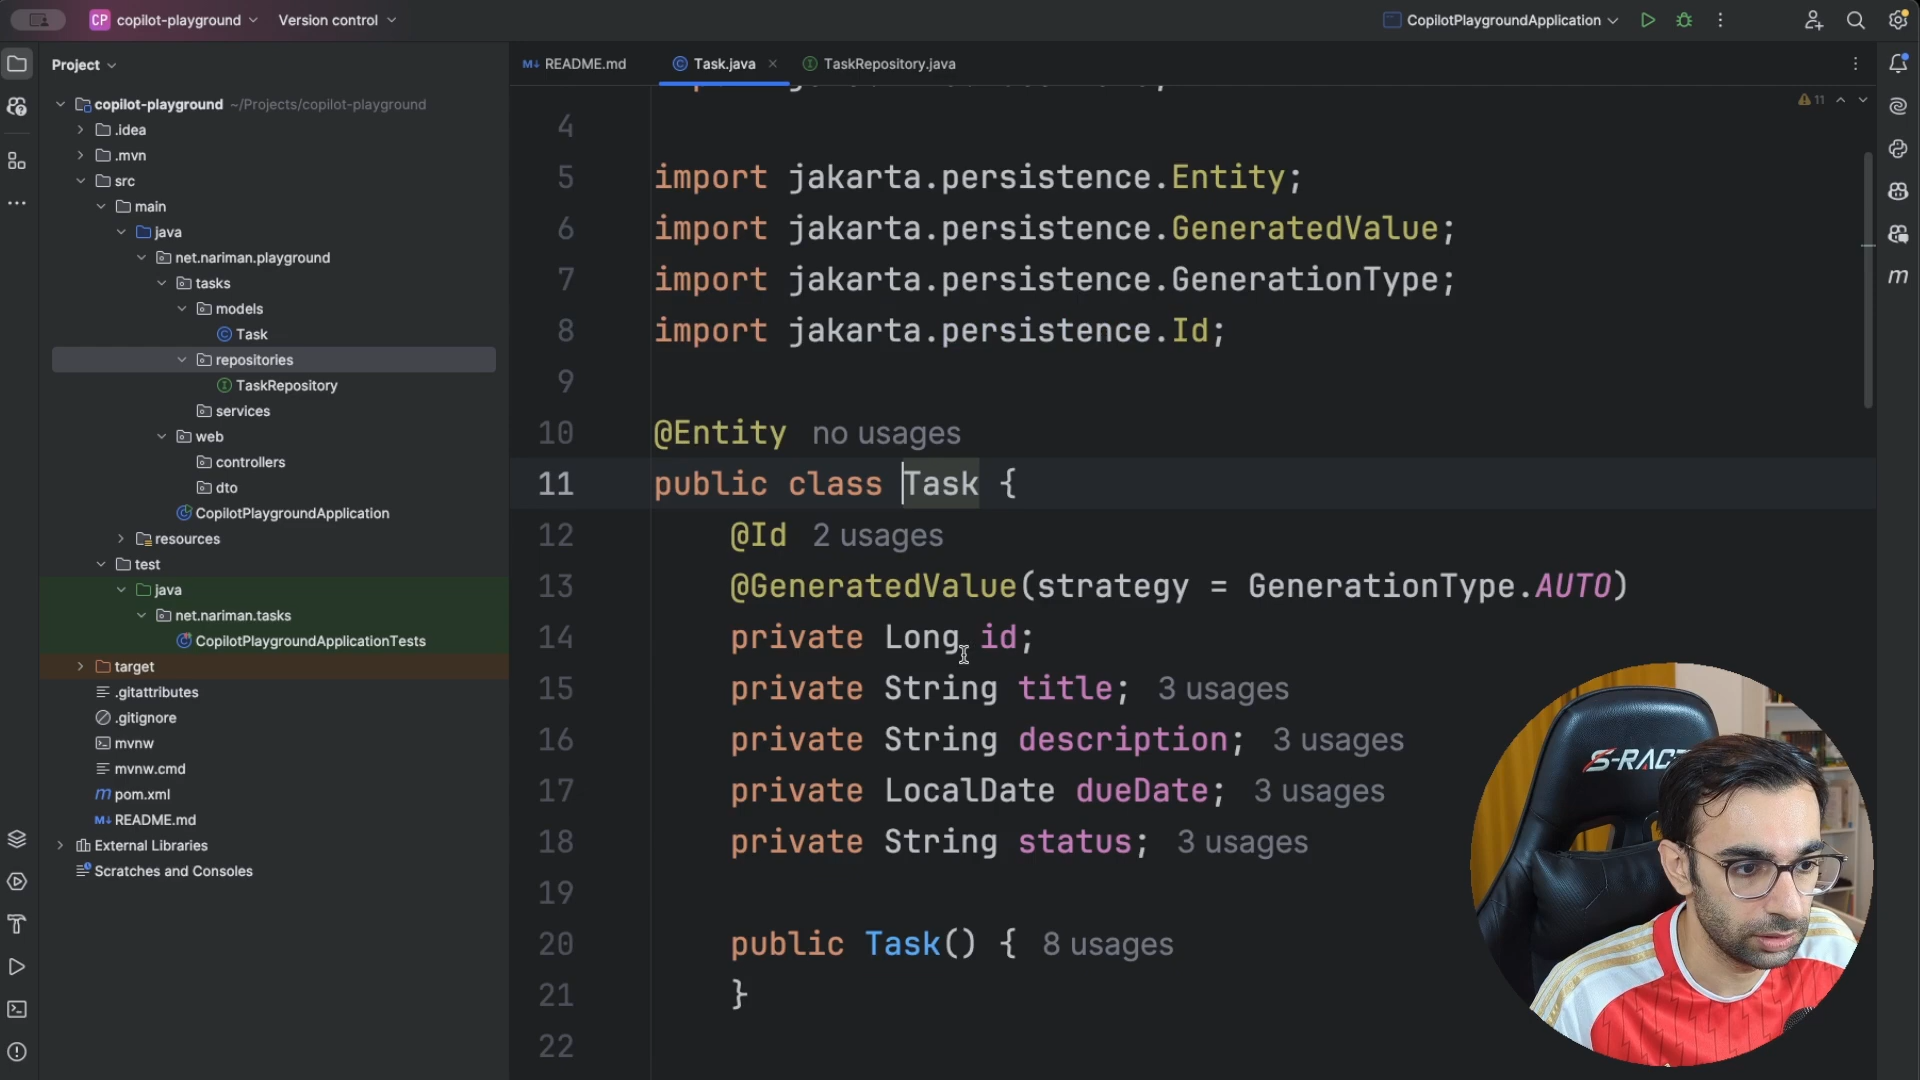 CP copilot-playground Version control CopilotPlaygroundApplication
Project
copilot-playground ~/Projects/copilot-playground
.idea
.mvn
src
main
java
net.nariman.playground
tasks
models
Task
repositories
TaskRepository
services
web
controllers
dto
CopilotPlaygroundApplication
resources
test
java
net.nariman.tasks
CopilotPlaygroundApplicationTests
target
.gitattributes
.gitignore
mvnw
mvnw.cmd
pom.xml
README.md
External Libraries
Scratches and Consoles
README.md Task.java TaskRepository.java
11
4
5 import jakarta.persistence.Entity;
6 import jakarta.persistence.GeneratedValue;
7 import jakarta.persistence.GenerationType;
8 import jakarta.persistence.Id;
9
10 @Entity no usages
11 public class Task {
12 @Id 2 usages
13 @GeneratedValue(strategy = GenerationType.AUTO)
14 private Long id;
15 private String title; 3 usages
16 private String description; 3 usages
17 private LocalDate dueDate; 3 usages
18 private String status; 3 usages
19
20 public Task() { 8 usages
21 }
22